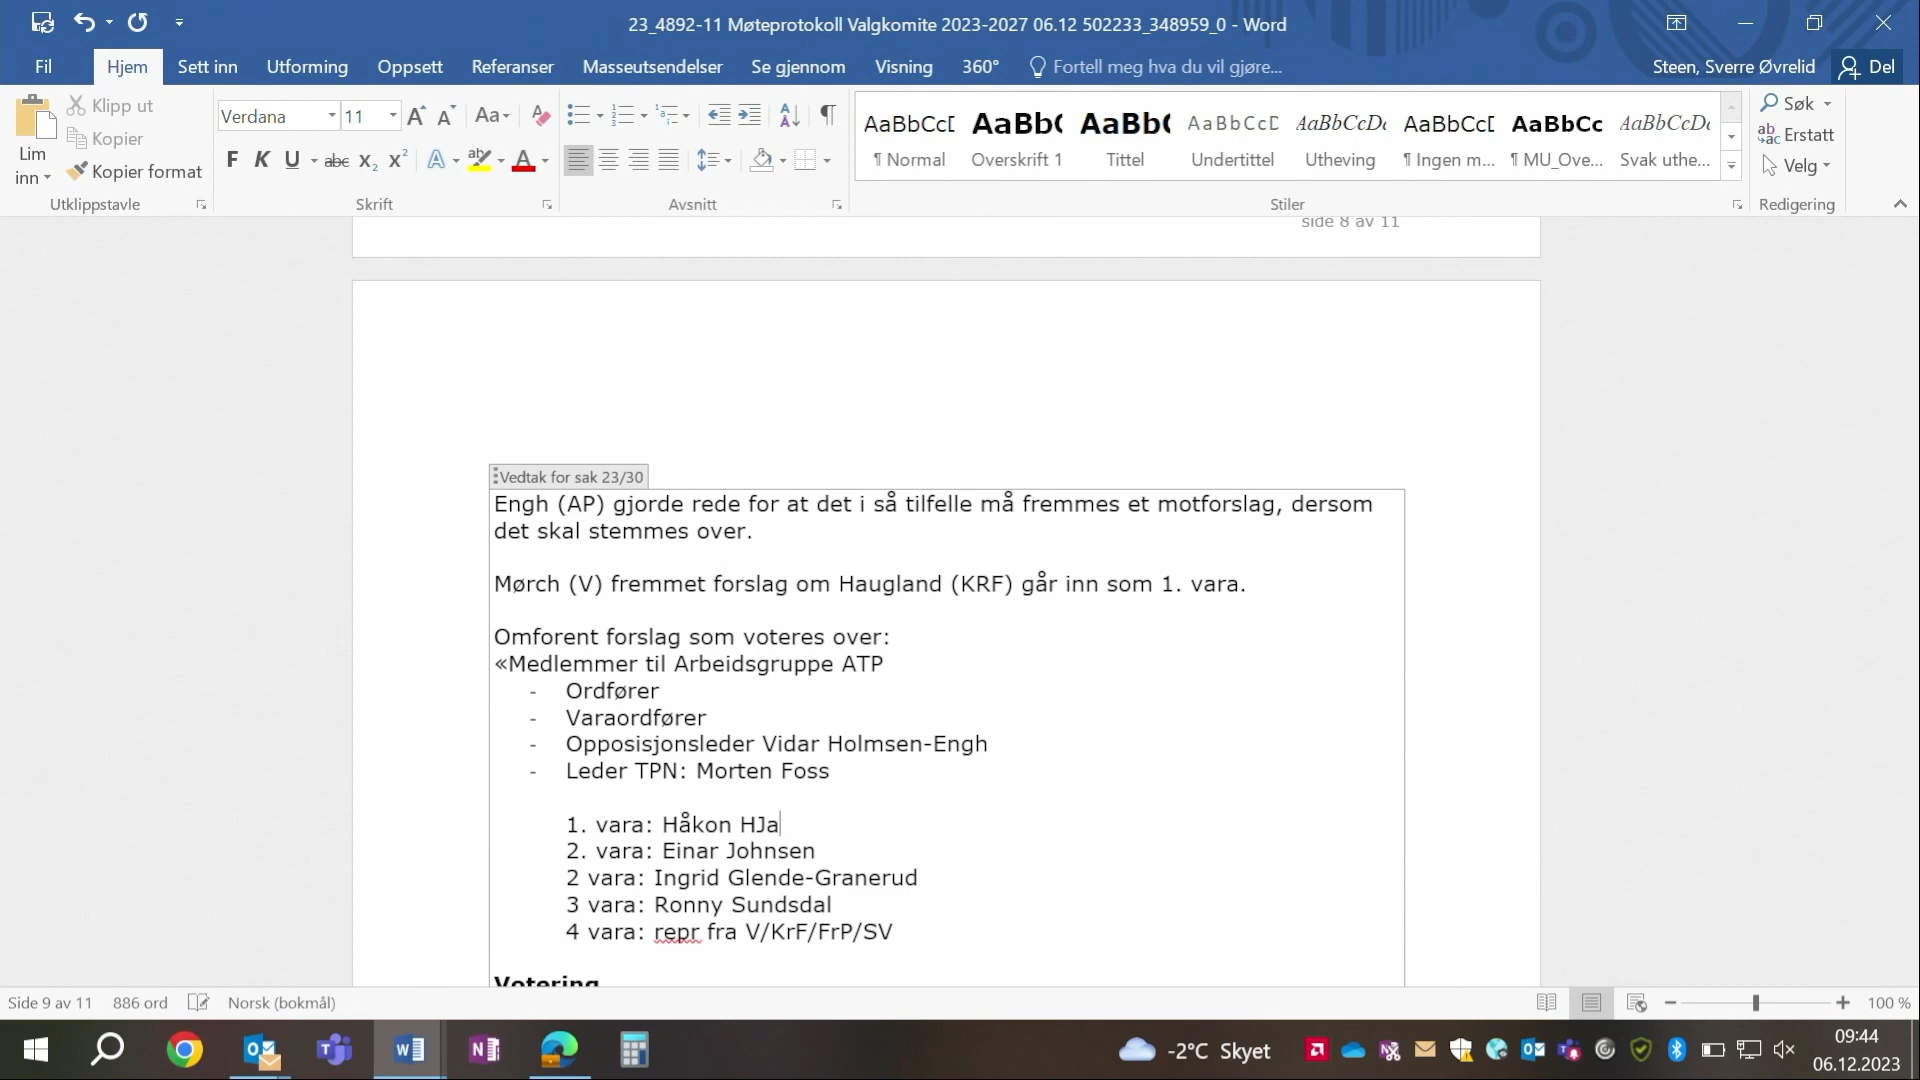 23_4892-11 Møteprotokoll Valgkomite 2023-2027 06.12 502233_348959_0 - Word
Fil Hjem Sett inn Utforming Oppsett Referanser Masseutsendelser Se gjennom Visning 360° Fortell meg hva du vil gjøre... Steen, Sverre Øvrelid Del
Lim inn
Klipp ut
Kopier
Kopier format
Utklippstavle
Verdana 11
Aa
F K U abc X₂ X² A ab A
Skrift
Avsnitt
AaBbCcD AaBb( AaBb( AaBbCcD AaBbCcDc AaBbCcD AaBbCc AaBbCcDc
¶ Normal Overskrift 1 Tittel Undertittel Utheving ¶ Ingen m... ¶ MU_Ove... Svak uthe...
Stiler
Søk
Erstatt
Velg
Redigering
side 8 av 11
Vedtak for sak 23/30
Engh (AP) gjorde rede for at det i så tilfelle må fremmes et motforslag, dersom
det skal stemmes over.
Mørch (V) fremmet forslag om Haugland (KRF) går inn som 1. vara.
Omforent forslag som voteres over:
«Medlemmer til Arbeidsgruppe ATP
- Ordfører
- Varaordfører
- Opposisjonsleder Vidar Holmsen-Engh
- Leder TPN: Morten Foss
1. vara: Håkon HJa
2. vara: Einar Johnsen
2 vara: Ingrid Glende-Granerud
3 vara: Ronny Sundsdal
4 vara: repr fra V/KrF/FrP/SV
Votering
Side 9 av 11 886 ord Norsk (bokmål) 100 %
-2°C Skyet
09:44
06.12.2023